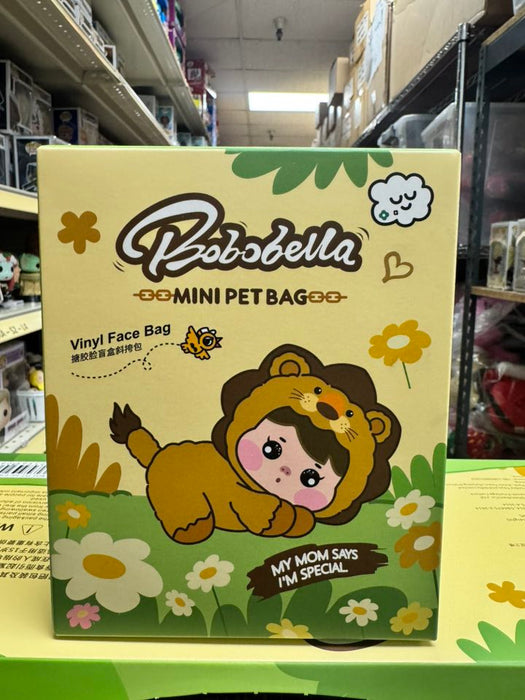 Bobobella
MINI PET BAG
Vinyl Face Bag
搪胶脸盲盒斜挎包
MY MOM SAYS
I'M SPECIAL